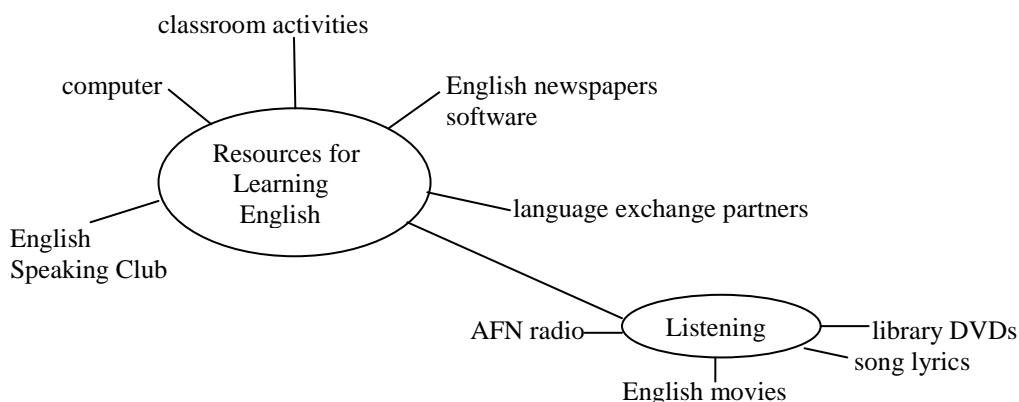 classroom activities
computer
English newspapers
software
Resources for
Learning
English
language exchange partners
English
Speaking Club
AFN radio
Listening
library DVDs
song lyrics
English movies